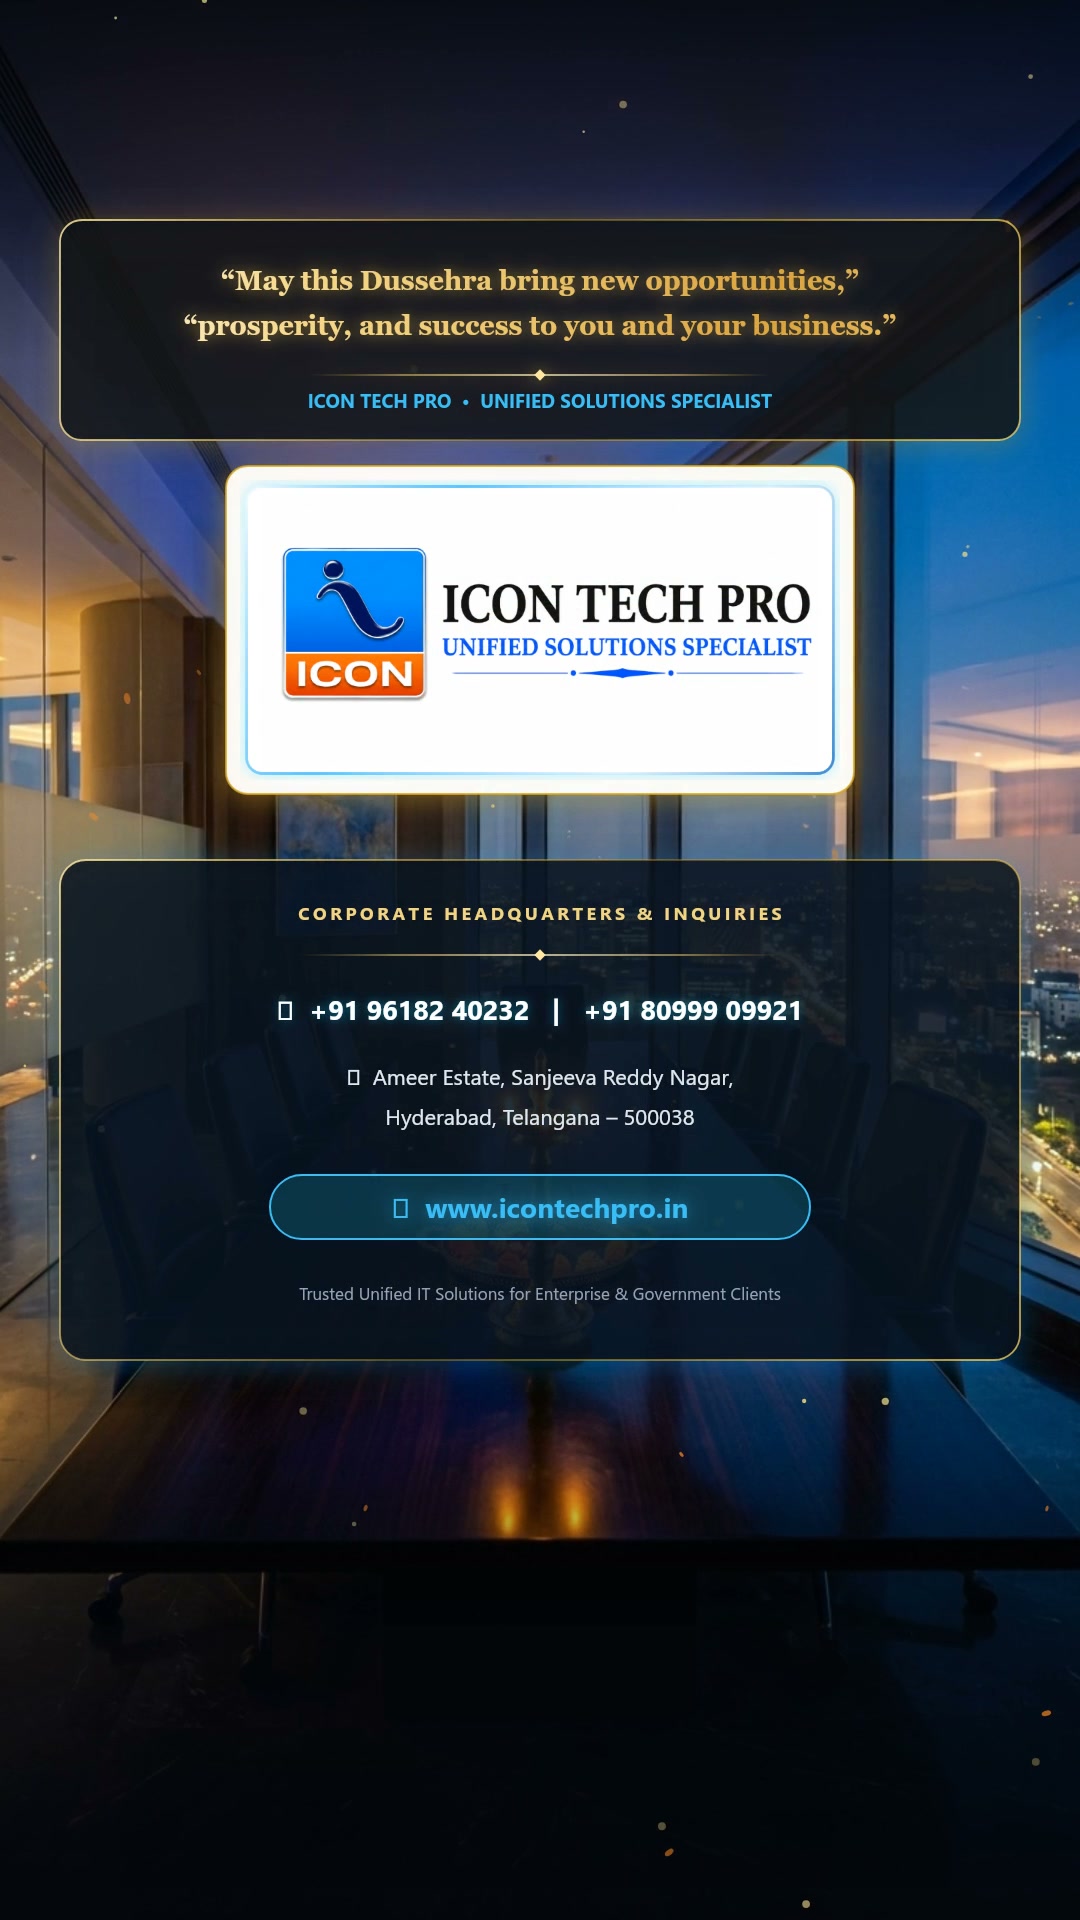 “May this Dussehra bring new opportunities,”
“prosperity, and success to you and your business.”
ICON TECH PRO • UNIFIED SOLUTIONS SPECIALIST
ICON
ICON TECH PRO
UNIFIED SOLUTIONS SPECIALIST
CORPORATE HEADQUARTERS & INQUIRIES
+91 96182 40232 | +91 80999 09921
Ameer Estate, Sanjeeva Reddy Nagar,
Hyderabad, Telangana – 500038
www.icontechpro.in
Trusted Unified IT Solutions for Enterprise & Government Clients